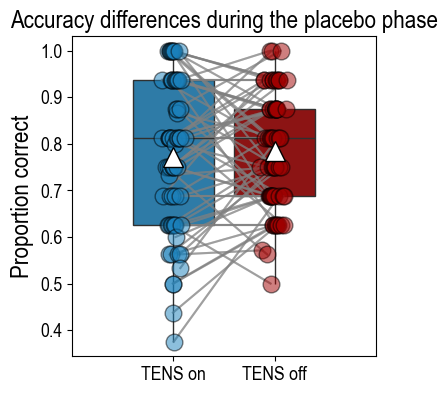 Accuracy differences during the placebo phase
Proportion correct
1.0
0.9
0.8
0.7
0.6
0.5
0.4
TENS on
TENS off